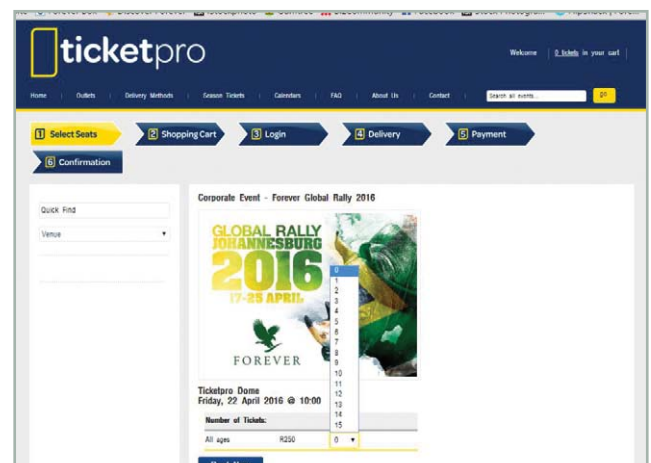 ticketpro
Welcome 0 tickets in your cart
Home Outlets Delivery Methods Season Tickets Calendars FAQ About Us Contact Search all events... go
1 Select Seats 2 Shopping Cart 3 Login 4 Delivery 5 Payment
6 Confirmation
Quick Find
Venue
Corporate Event - Forever Global Rally 2016
GLOBAL RALLY
JOHANNESBURG
2016
17-25 APRIL
FOREVER
0
1
2
3
4
5
6
7
8
9
10
11
12
13
14
15
Ticketpro Dome
Friday, 22 April 2016 @ 10:00
Number of Tickets:
All ages R250 0